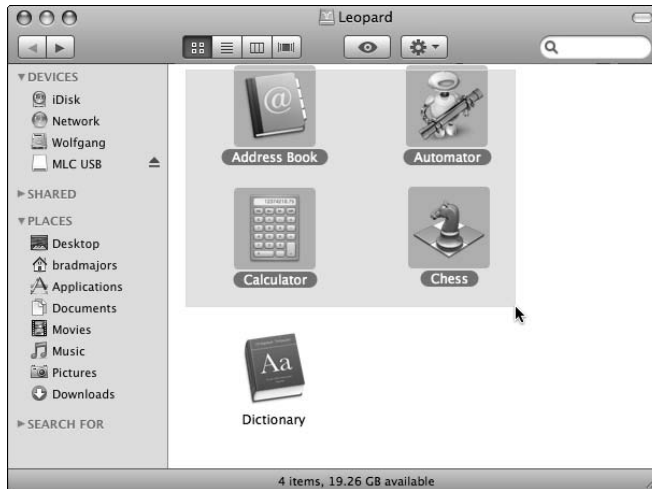 Leopard
DEVICES
iDisk
Network
Wolfgang
MLC USB
SHARED
PLACES
Desktop
bradmajors
Applications
Documents
Movies
Music
Pictures
Downloads
SEARCH FOR
Address Book
Automator
Calculator
Chess
Aa
Dictionary
4 items, 19.26 GB available